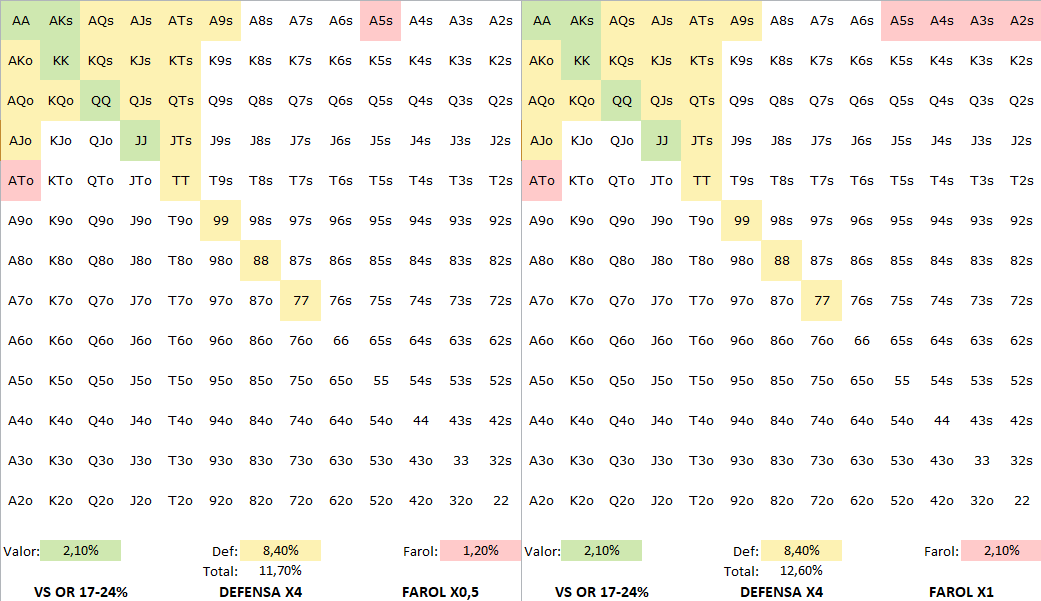 AA AKs AQs AJs ATs A9s A8s A7s A6s A5s A4s A3s A2s AA AKs AQs AJs ATs A9s A8s A7s A6s A5s A4s A3s A2s
AKo KK KQs KJs KTs K9s K8s K7s K6s K5s K4s K3s K2s AKo KK KQs KJs KTs K9s K8s K7s K6s K5s K4s K3s K2s
AQo KQo QQ QJs QTs Q9s Q8s Q7s Q6s Q5s Q4s Q3s Q2s AQo KQo QQ QJs QTs Q9s Q8s Q7s Q6s Q5s Q4s Q3s Q2s
AJo KJo QJo JJ JTs J9s J8s J7s J6s J5s J4s J3s J2s AJo KJo QJo JJ JTs J9s J8s J7s J6s J5s J4s J3s J2s
ATo KTo QTo JTo TT T9s T8s T7s T6s T5s T4s T3s T2s ATo KTo QTo JTo TT T9s T8s T7s T6s T5s T4s T3s T2s
A9o K9o Q9o J9o T9o 99 98s 97s 96s 95s 94s 93s 92s A9o K9o Q9o J9o T9o 99 98s 97s 96s 95s 94s 93s 92s
A8o K8o Q8o J8o T8o 98o 88 87s 86s 85s 84s 83s 82s A8o K8o Q8o J8o T8o 98o 88 87s 86s 85s 84s 83s 82s
A7o K7o Q7o J7o T7o 97o 87o 77 76s 75s 74s 73s 72s A7o K7o Q7o J7o T7o 97o 87o 77 76s 75s 74s 73s 72s
A6o K6o Q6o J6o T6o 96o 86o 76o 66 65s 64s 63s 62s A6o K6o Q6o J6o T6o 96o 86o 76o 66 65s 64s 63s 62s
A5o K5o Q5o J5o T5o 95o 85o 75o 65o 55 54s 53s 52s A5o K5o Q5o J5o T5o 95o 85o 75o 65o 55 54s 53s 52s
A4o K4o Q4o J4o T4o 94o 84o 74o 64o 54o 44 43s 42s A4o K4o Q4o J4o T4o 94o 84o 74o 64o 54o 44 43s 42s
A3o K3o Q3o J3o T3o 93o 83o 73o 63o 53o 43o 33 32s A3o K3o Q3o J3o T3o 93o 83o 73o 63o 53o 43o 33 32s
A2o K2o Q2o J2o T2o 92o 82o 72o 62o 52o 42o 32o 22 A2o K2o Q2o J2o T2o 92o 82o 72o 62o 52o 42o 32o 22
Valor: 2,10% Def: 8,40% Farol: 1,20% Valor: 2,10% Def: 8,40% Farol: 2,10%
Total: 11,70% Total: 12,60%
VS OR 17-24% DEFENSA X4 FAROL X0,5 VS OR 17-24% DEFENSA X4 FAROL X1